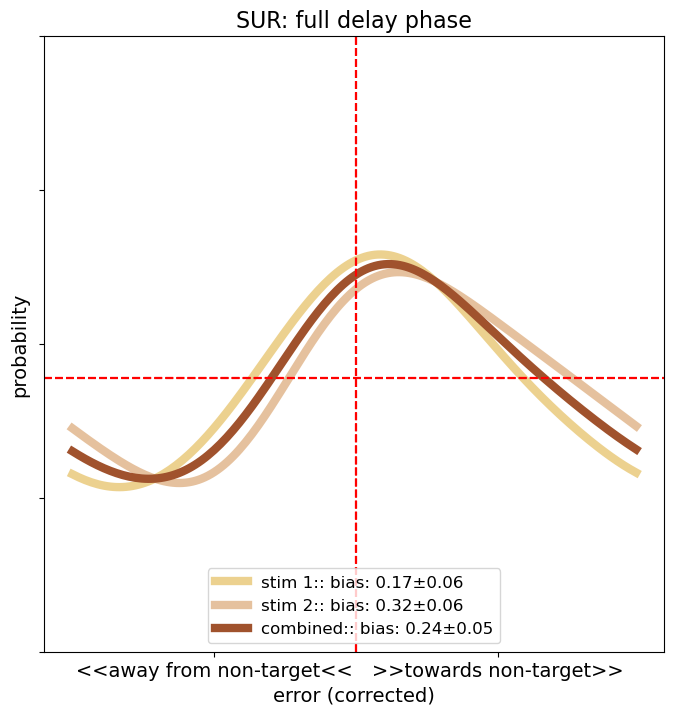 SUR: full delay phase
probability
stim 1:: bias: 0.17±0.06
stim 2:: bias: 0.32±0.06
combined:: bias: 0.24±0.05
<<away from non-target<<   >>towards non-target>>
error (corrected)